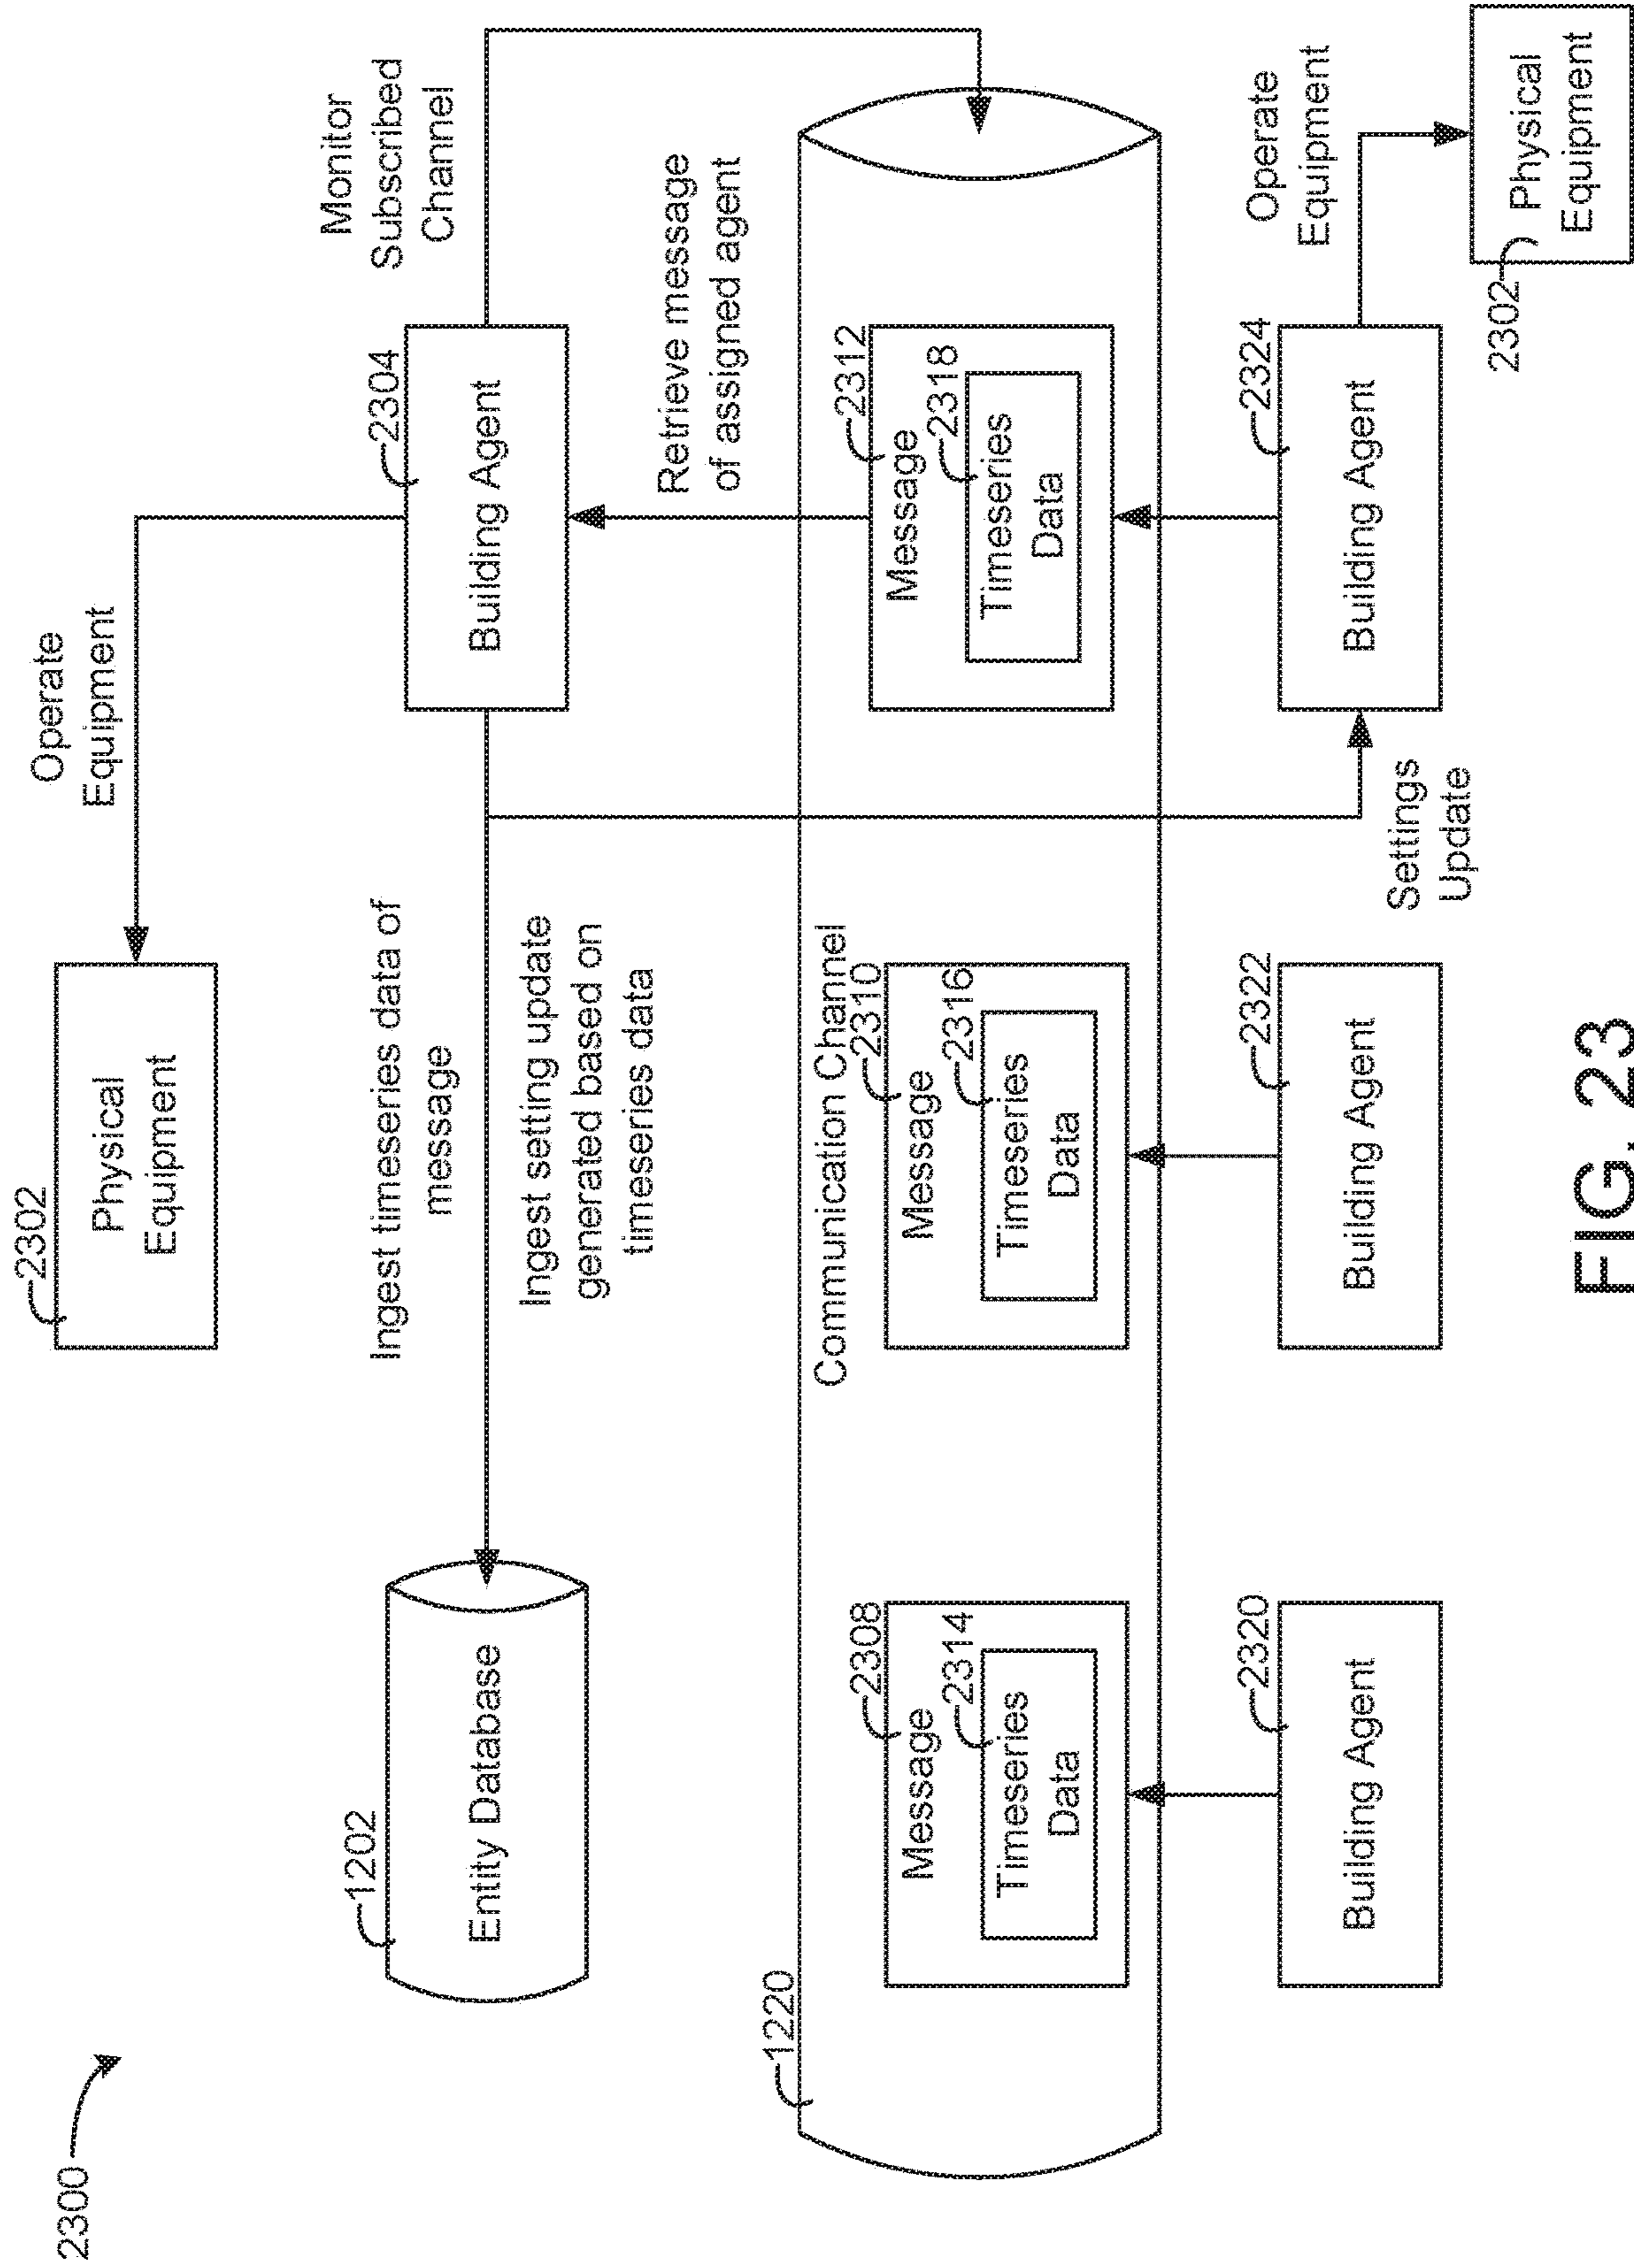 2300
2302
Physical
Equipment
Operate
Equipment
1202
Entity Database
Ingest timeseries data of
message
Ingest setting update
generated based on
timeseries data
2304
Building Agent
Monitor
Subscribed
Channel
Retrieve message
of assigned agent
1220
Communication Channel
2308
Message
2314
Timeseries
Data
2310
Message
2316
Timeseries
Data
2312
Message
2318
Timeseries
Data
2320
Building Agent
2322
Building Agent
Settings
Update
2324
Building Agent
Operate
Equipment
2302
Physical
Equipment
FIG. 23